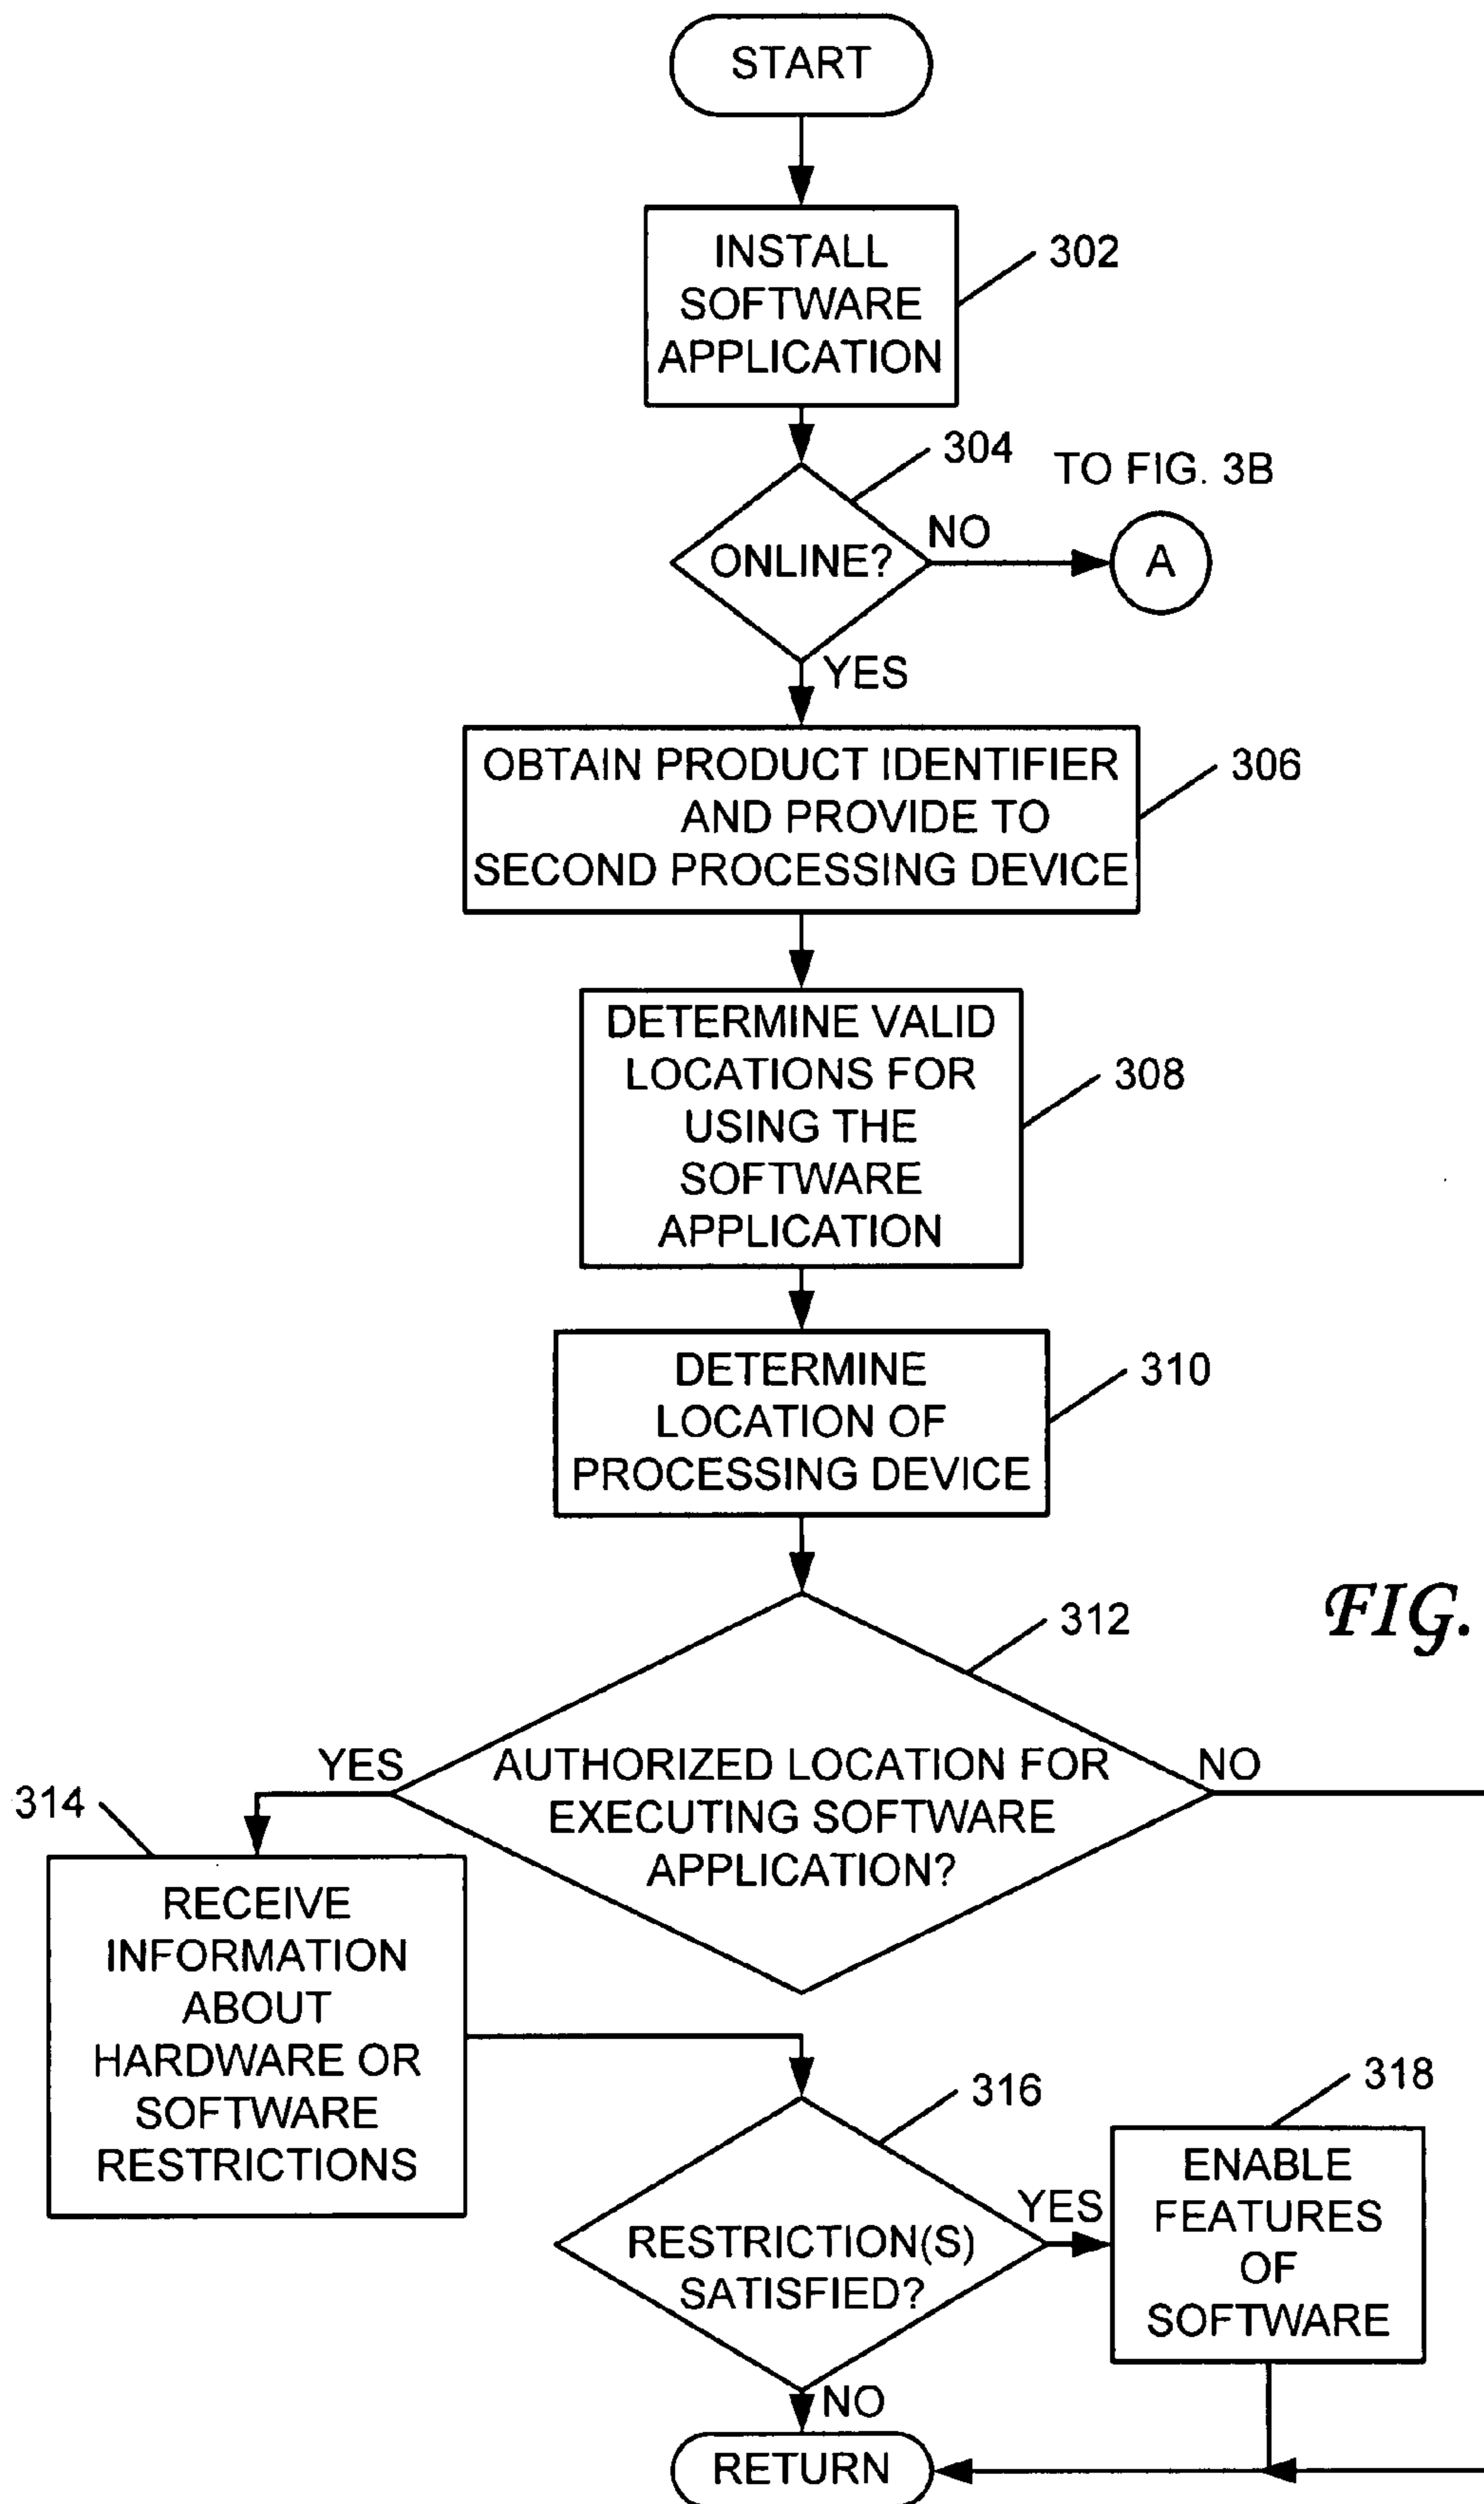 START
INSTALL
SOFTWARE
APPLICATION
302
304
TO FIG. 3B
ONLINE?
NO
A
YES
OBTAIN PRODUCT IDENTIFIER
AND PROVIDE TO
SECOND PROCESSING DEVICE
306
DETERMINE VALID
LOCATIONS FOR
USING THE
SOFTWARE
APPLICATION
308
DETERMINE
LOCATION OF
PROCESSING DEVICE
310
FIG.
312
AUTHORIZED LOCATION FOR
EXECUTING SOFTWARE
APPLICATION?
YES
NO
314
RECEIVE
INFORMATION
ABOUT
HARDWARE OR
SOFTWARE
RESTRICTIONS
316
RESTRICTION(S)
SATISFIED?
YES
318
ENABLE
FEATURES
OF
SOFTWARE
NO
RETURN